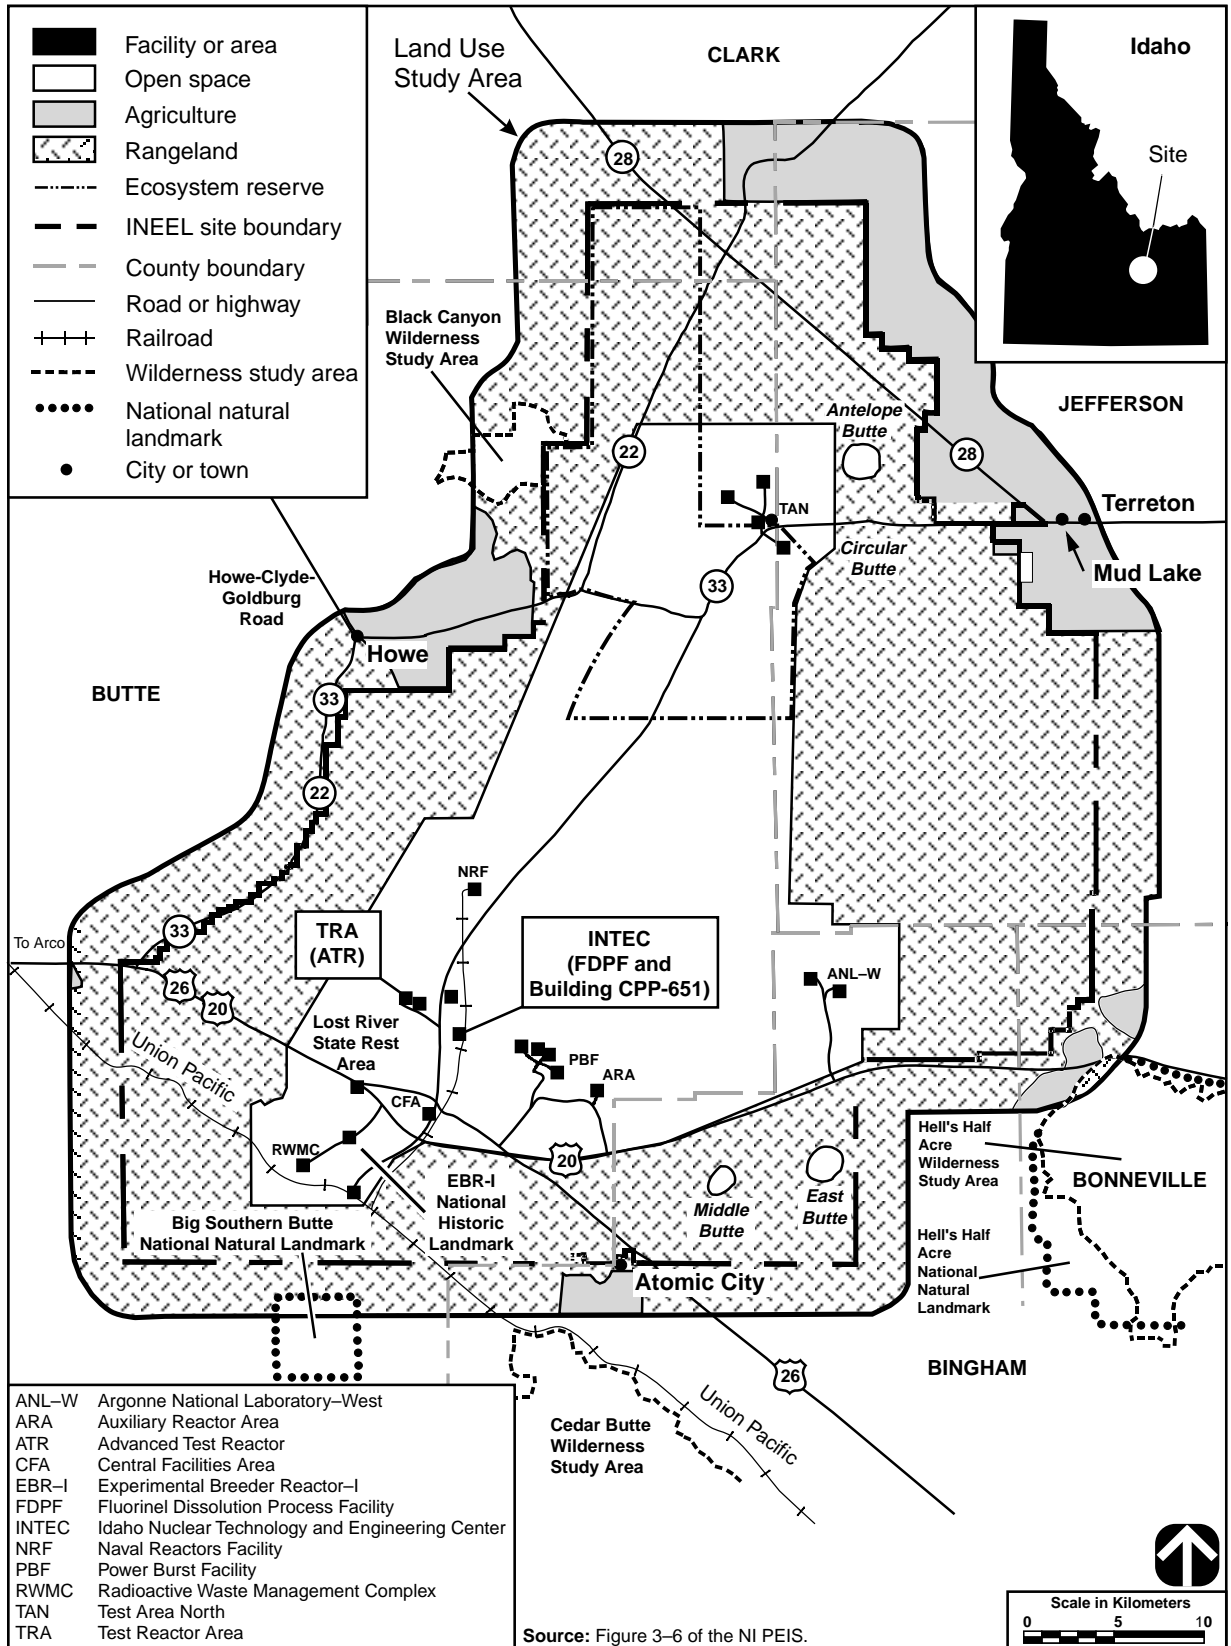 Facility or area
Open space
Agriculture
Rangeland
Ecosystem reserve
INEEL site boundary
County boundary
Road or highway
Railroad
Wilderness study area
National natural
landmark
City or town
Land Use
Study Area
CLARK
Idaho
Site
28
Black Canyon
Wilderness
Study Area
JEFFERSON
Antelope
Butte
22
28
TAN
Terreton
Circular
Butte
Mud Lake
Howe-Clyde-
Goldburg
Road
33
Howe
BUTTE
33
22
NRF
33
To Arco
TRA
(ATR)
INTEC
(FDPF and
Building CPP-651)
ANL–W
26
20
Lost River
State Rest
Area
Union Pacific
PBF
ARA
CFA
RWMC
20
Hell's Half
Acre
Wilderness
Study Area
BONNEVILLE
EBR-I
National
Historic
Landmark
Middle
Butte
East
Butte
Big Southern Butte
National Natural Landmark
Hell's Half
Acre
National
Natural
Landmark
Atomic City
BINGHAM
26
Union Pacific
Cedar Butte
Wilderness
Study Area
ANL–W Argonne National Laboratory–West
ARA Auxiliary Reactor Area
ATR Advanced Test Reactor
CFA Central Facilities Area
EBR–I Experimental Breeder Reactor–I
FDPF Fluorinel Dissolution Process Facility
INTEC Idaho Nuclear Technology and Engineering Center
NRF Naval Reactors Facility
PBF Power Burst Facility
RWMC Radioactive Waste Management Complex
TAN Test Area North
TRA Test Reactor Area
Source: Figure 3–6 of the NI PEIS.
Scale in Kilometers
0 5 10